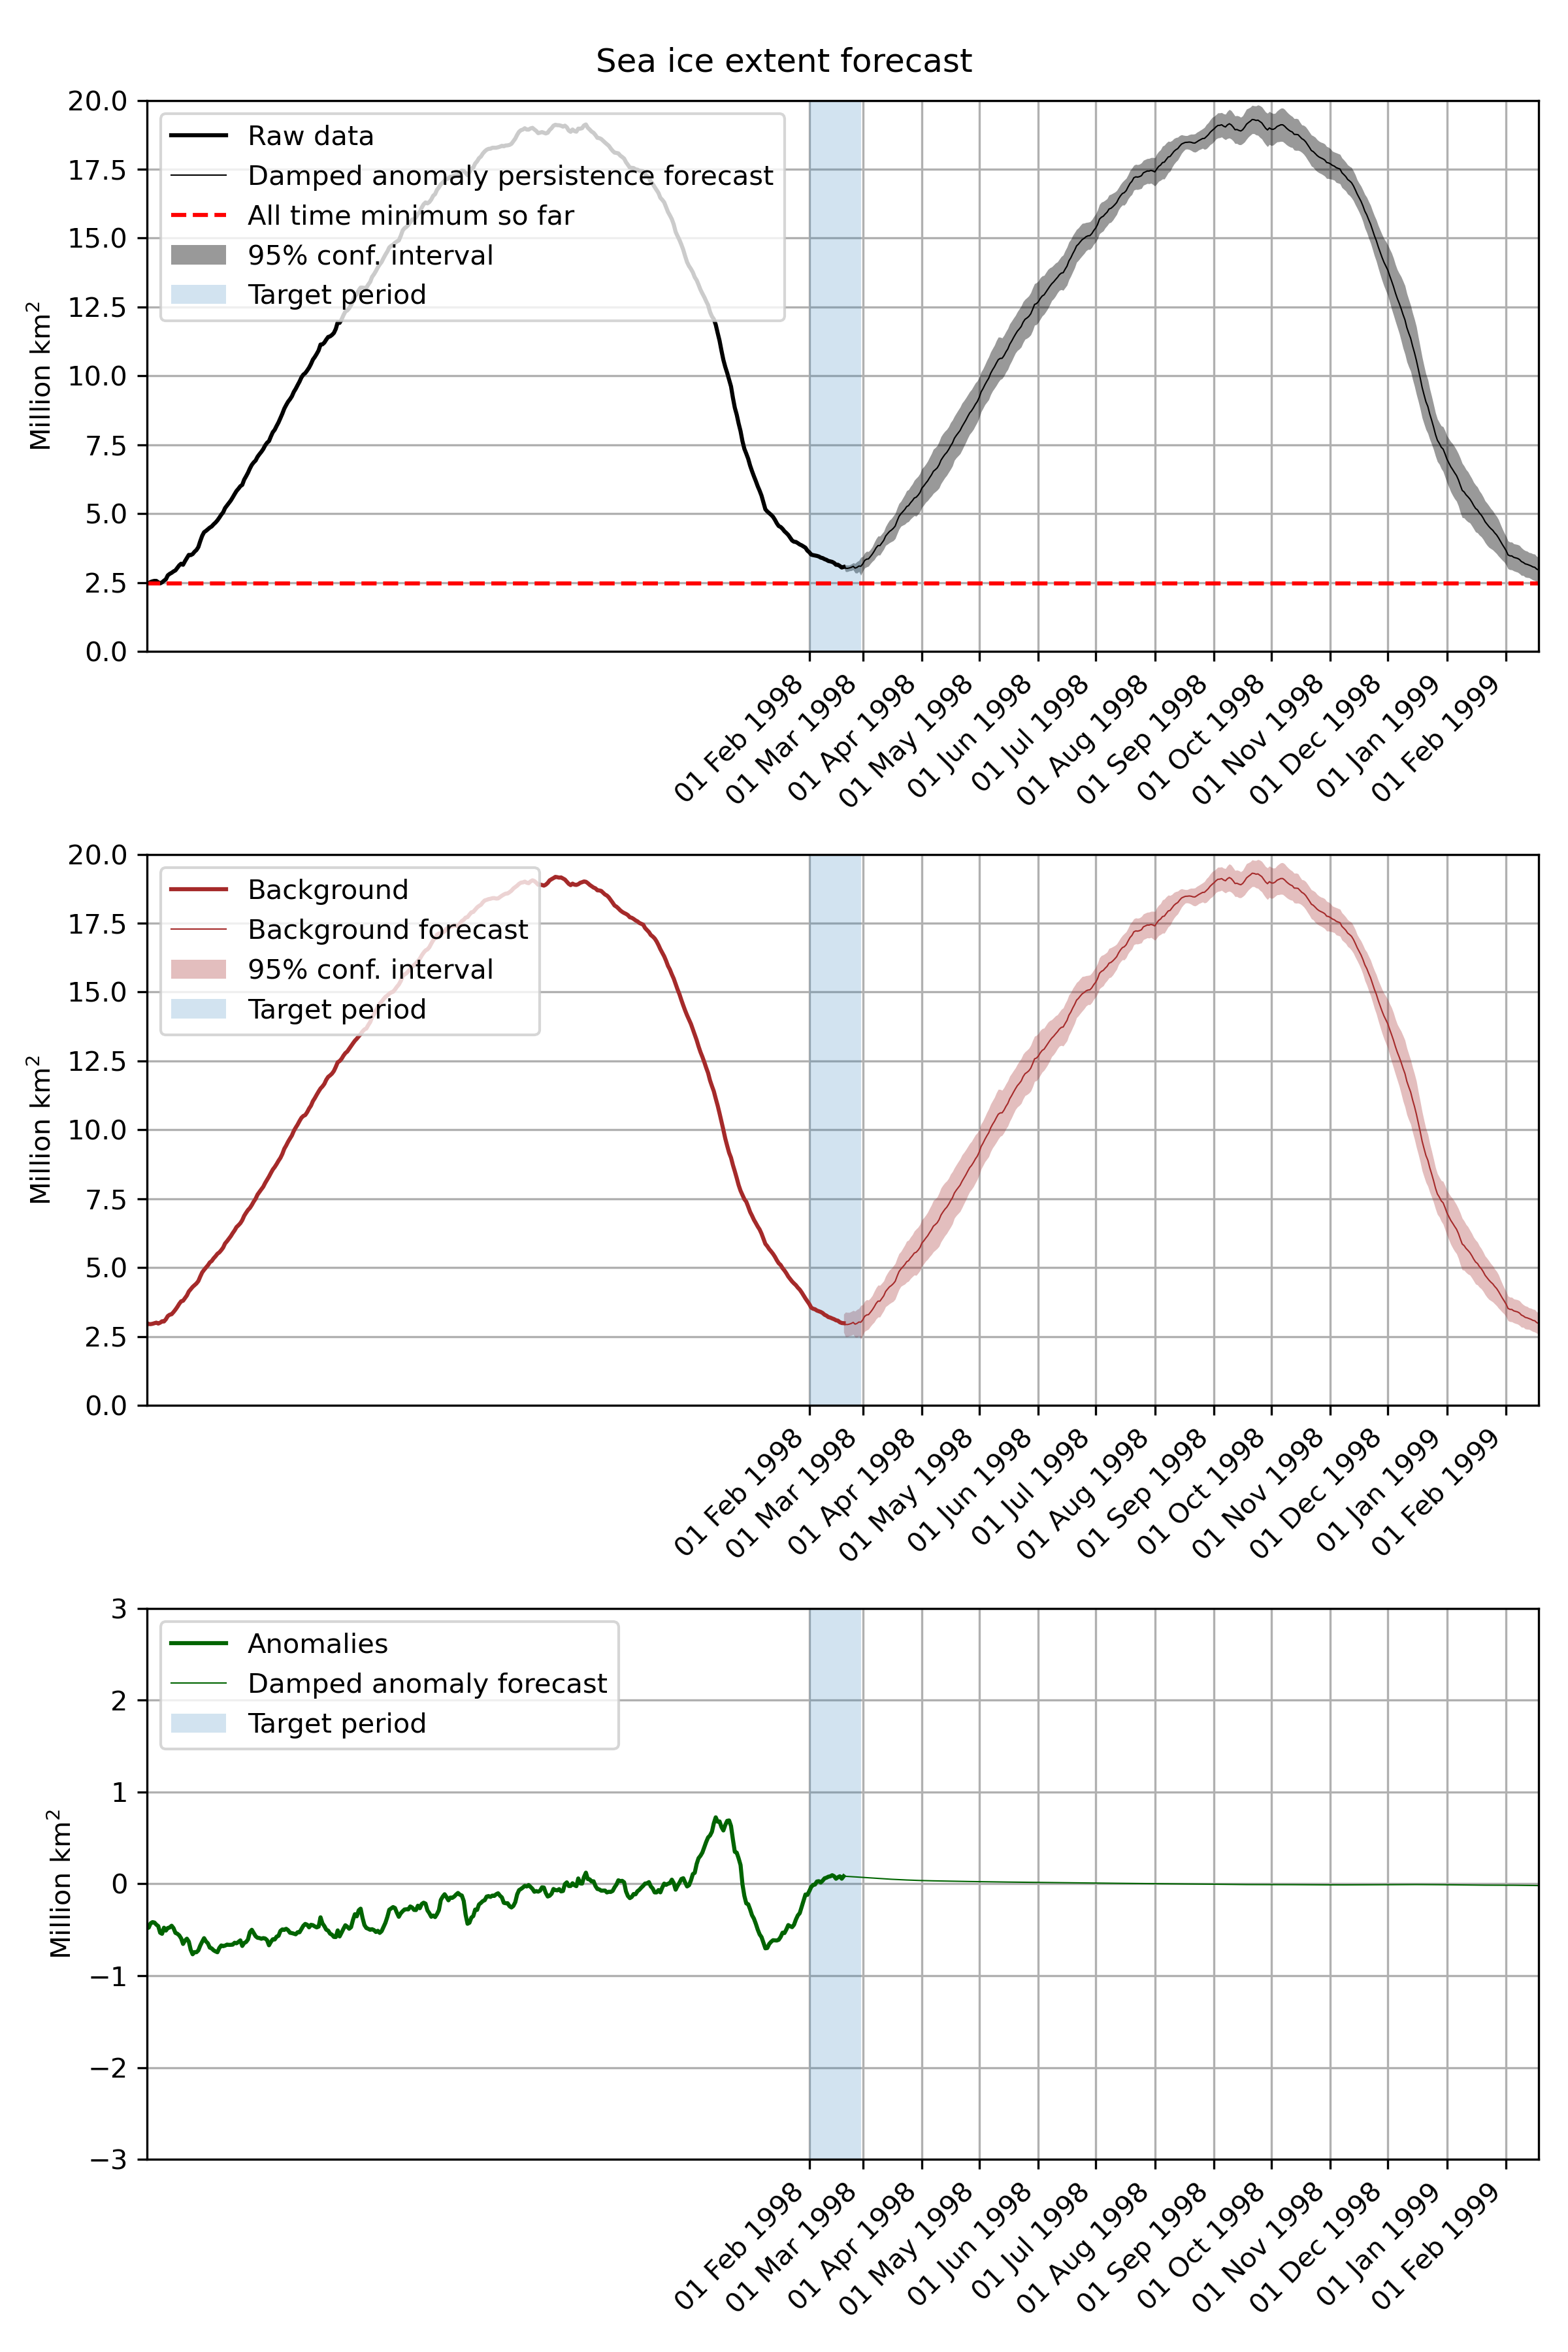 Sea ice extent forecast
20.0
17.5
15.0
12.5
10.0
7.5
5.0
2.5
0.0
Million km²
Raw data
Damped anomaly persistence forecast
All time minimum so far
95% conf. interval
Target period
01 Feb 1998
01 Mar 1998
01 Apr 1998
01 May 1998
01 Jun 1998
01 Jul 1998
01 Aug 1998
01 Sep 1998
01 Oct 1998
01 Nov 1998
01 Dec 1998
01 Jan 1999
01 Feb 1999
20.0
17.5
15.0
12.5
10.0
7.5
5.0
2.5
0.0
Million km²
Background
Background forecast
95% conf. interval
Target period
01 Feb 1998
01 Mar 1998
01 Apr 1998
01 May 1998
01 Jun 1998
01 Jul 1998
01 Aug 1998
01 Sep 1998
01 Oct 1998
01 Nov 1998
01 Dec 1998
01 Jan 1999
01 Feb 1999
3
2
1
0
−1
−2
−3
Million km²
Anomalies
Damped anomaly forecast
Target period
01 Feb 1998
01 Mar 1998
01 Apr 1998
01 May 1998
01 Jun 1998
01 Jul 1998
01 Aug 1998
01 Sep 1998
01 Oct 1998
01 Nov 1998
01 Dec 1998
01 Jan 1999
01 Feb 1999